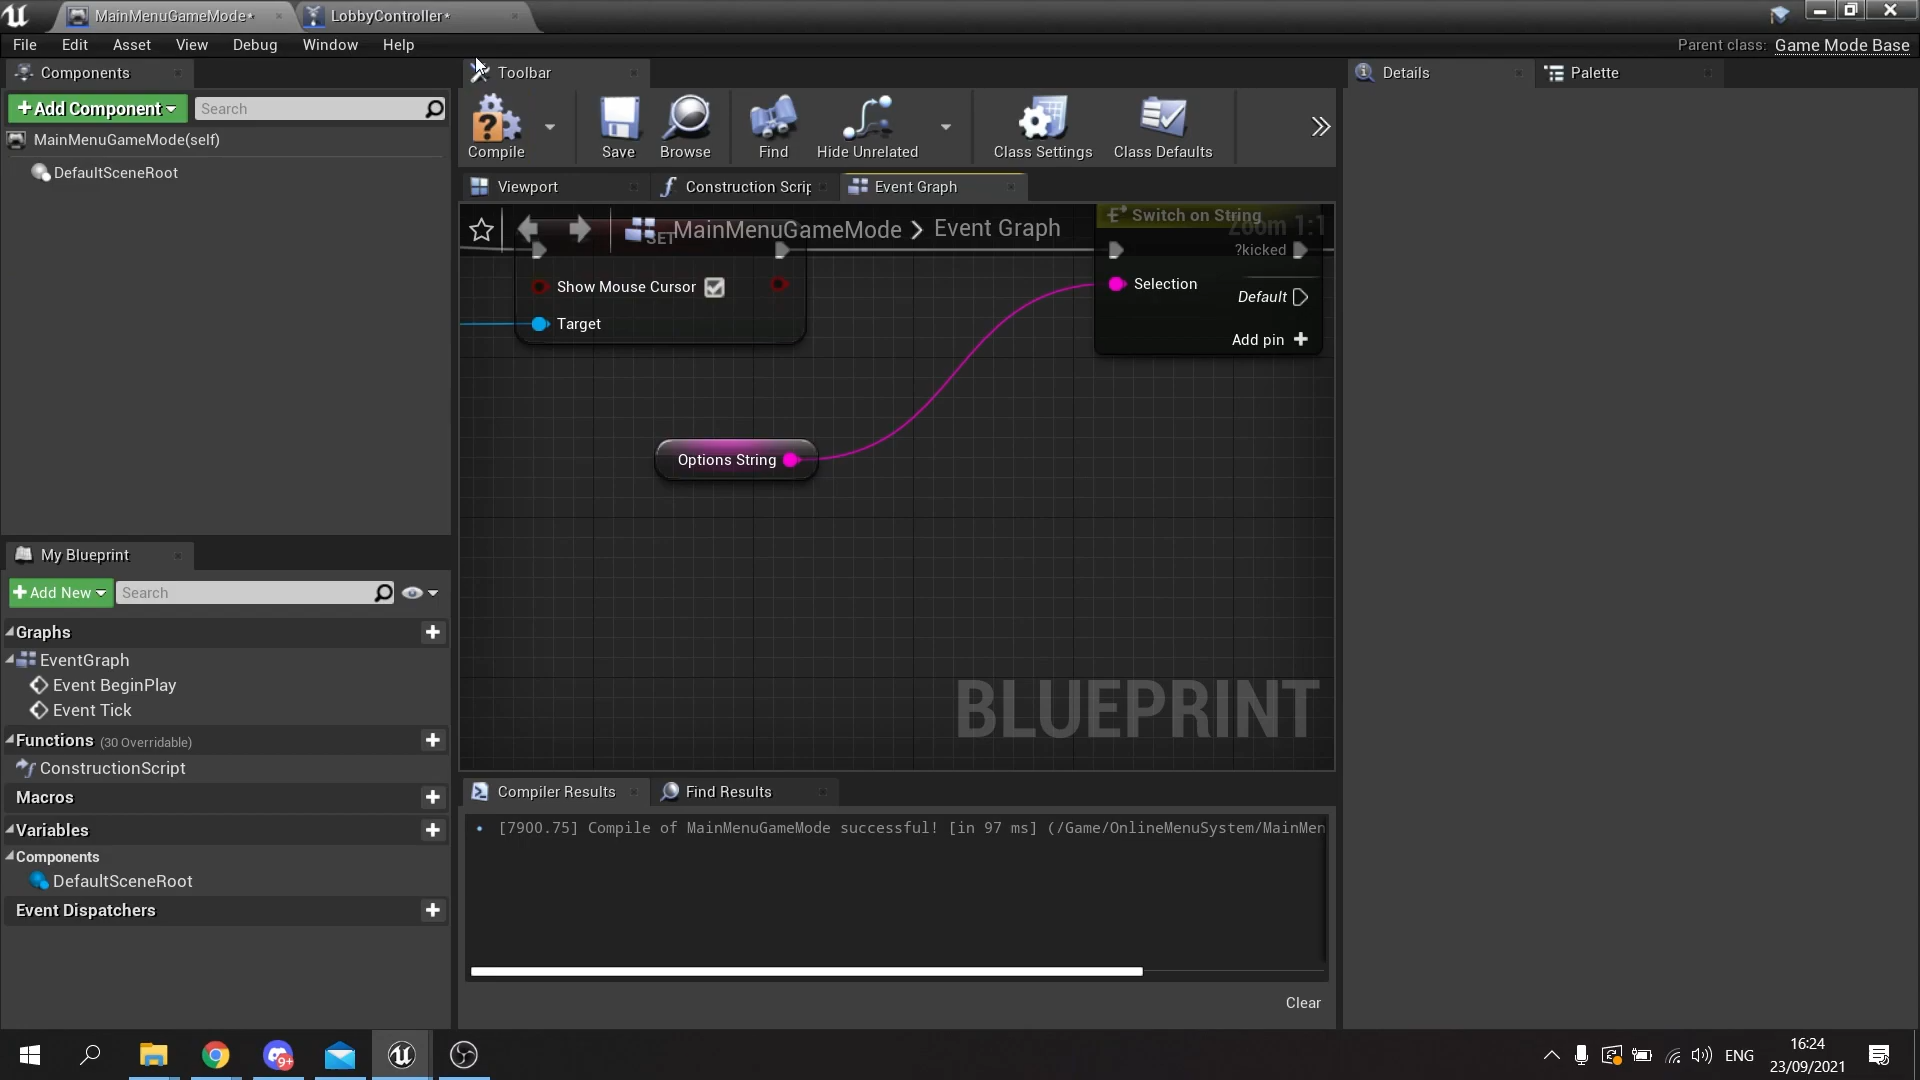 MainMenuGameMode*
LobbyController*
File
Edit
Asset
View
Debug
Window
Help
Parent class: Game Mode Base
Components
Toolbar
Details
Palette
Add Component
Search
MainMenuGameMode(self)
DefaultSceneRoot
Compile
Save
Browse
Find
Hide Unrelated
Class Settings
Class Defaults
Viewport
Construction Scrip
Event Graph
SET
MainMenuGameMode > Event Graph
Zoom 1:1
Switch on String
?kicked
Show Mouse Cursor
Target
Selection
Default
Add pin
Options String
BLUEPRINT
My Blueprint
Add New
Search
Graphs
EventGraph
Event BeginPlay
Event Tick
Functions (30 Overridable)
ConstructionScript
Macros
Variables
Components
DefaultSceneRoot
Event Dispatchers
Compiler Results
Find Results
[7900.75] Compile of MainMenuGameMode successful! [in 97 ms] (/Game/OnlineMenuSystem/MainMen
Clear
9+
ENG
16:24
23/09/2021